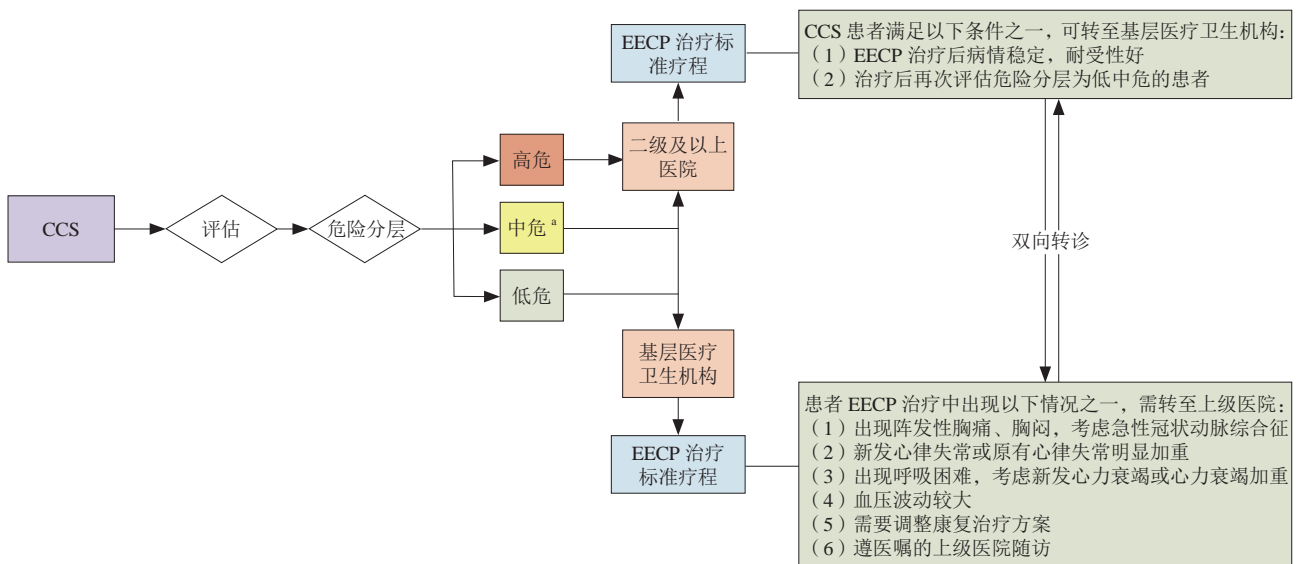 CCS
评估
危险分层
高危
中危 a
低危
二级及以上
医院
EECP 治疗标
准疗程
CCS 患者满足以下条件之一，可转至基层医疗卫生机构：
（1）EECP 治疗后病情稳定，耐受性好
（2）治疗后再次评估危险分层为低中危的患者
双向转诊
基层医疗
卫生机构
EECP 治疗
标准疗程
患者 EECP 治疗中出现以下情况之一，需转至上级医院：
（1）出现阵发性胸痛、胸闷，考虑急性冠状动脉综合征
（2）新发心律失常或原有心律失常明显加重
（3）出现呼吸困难，考虑新发心力衰竭或心力衰竭加重
（4）血压波动较大
（5）需要调整康复治疗方案
（6）遵医嘱的上级医院随访